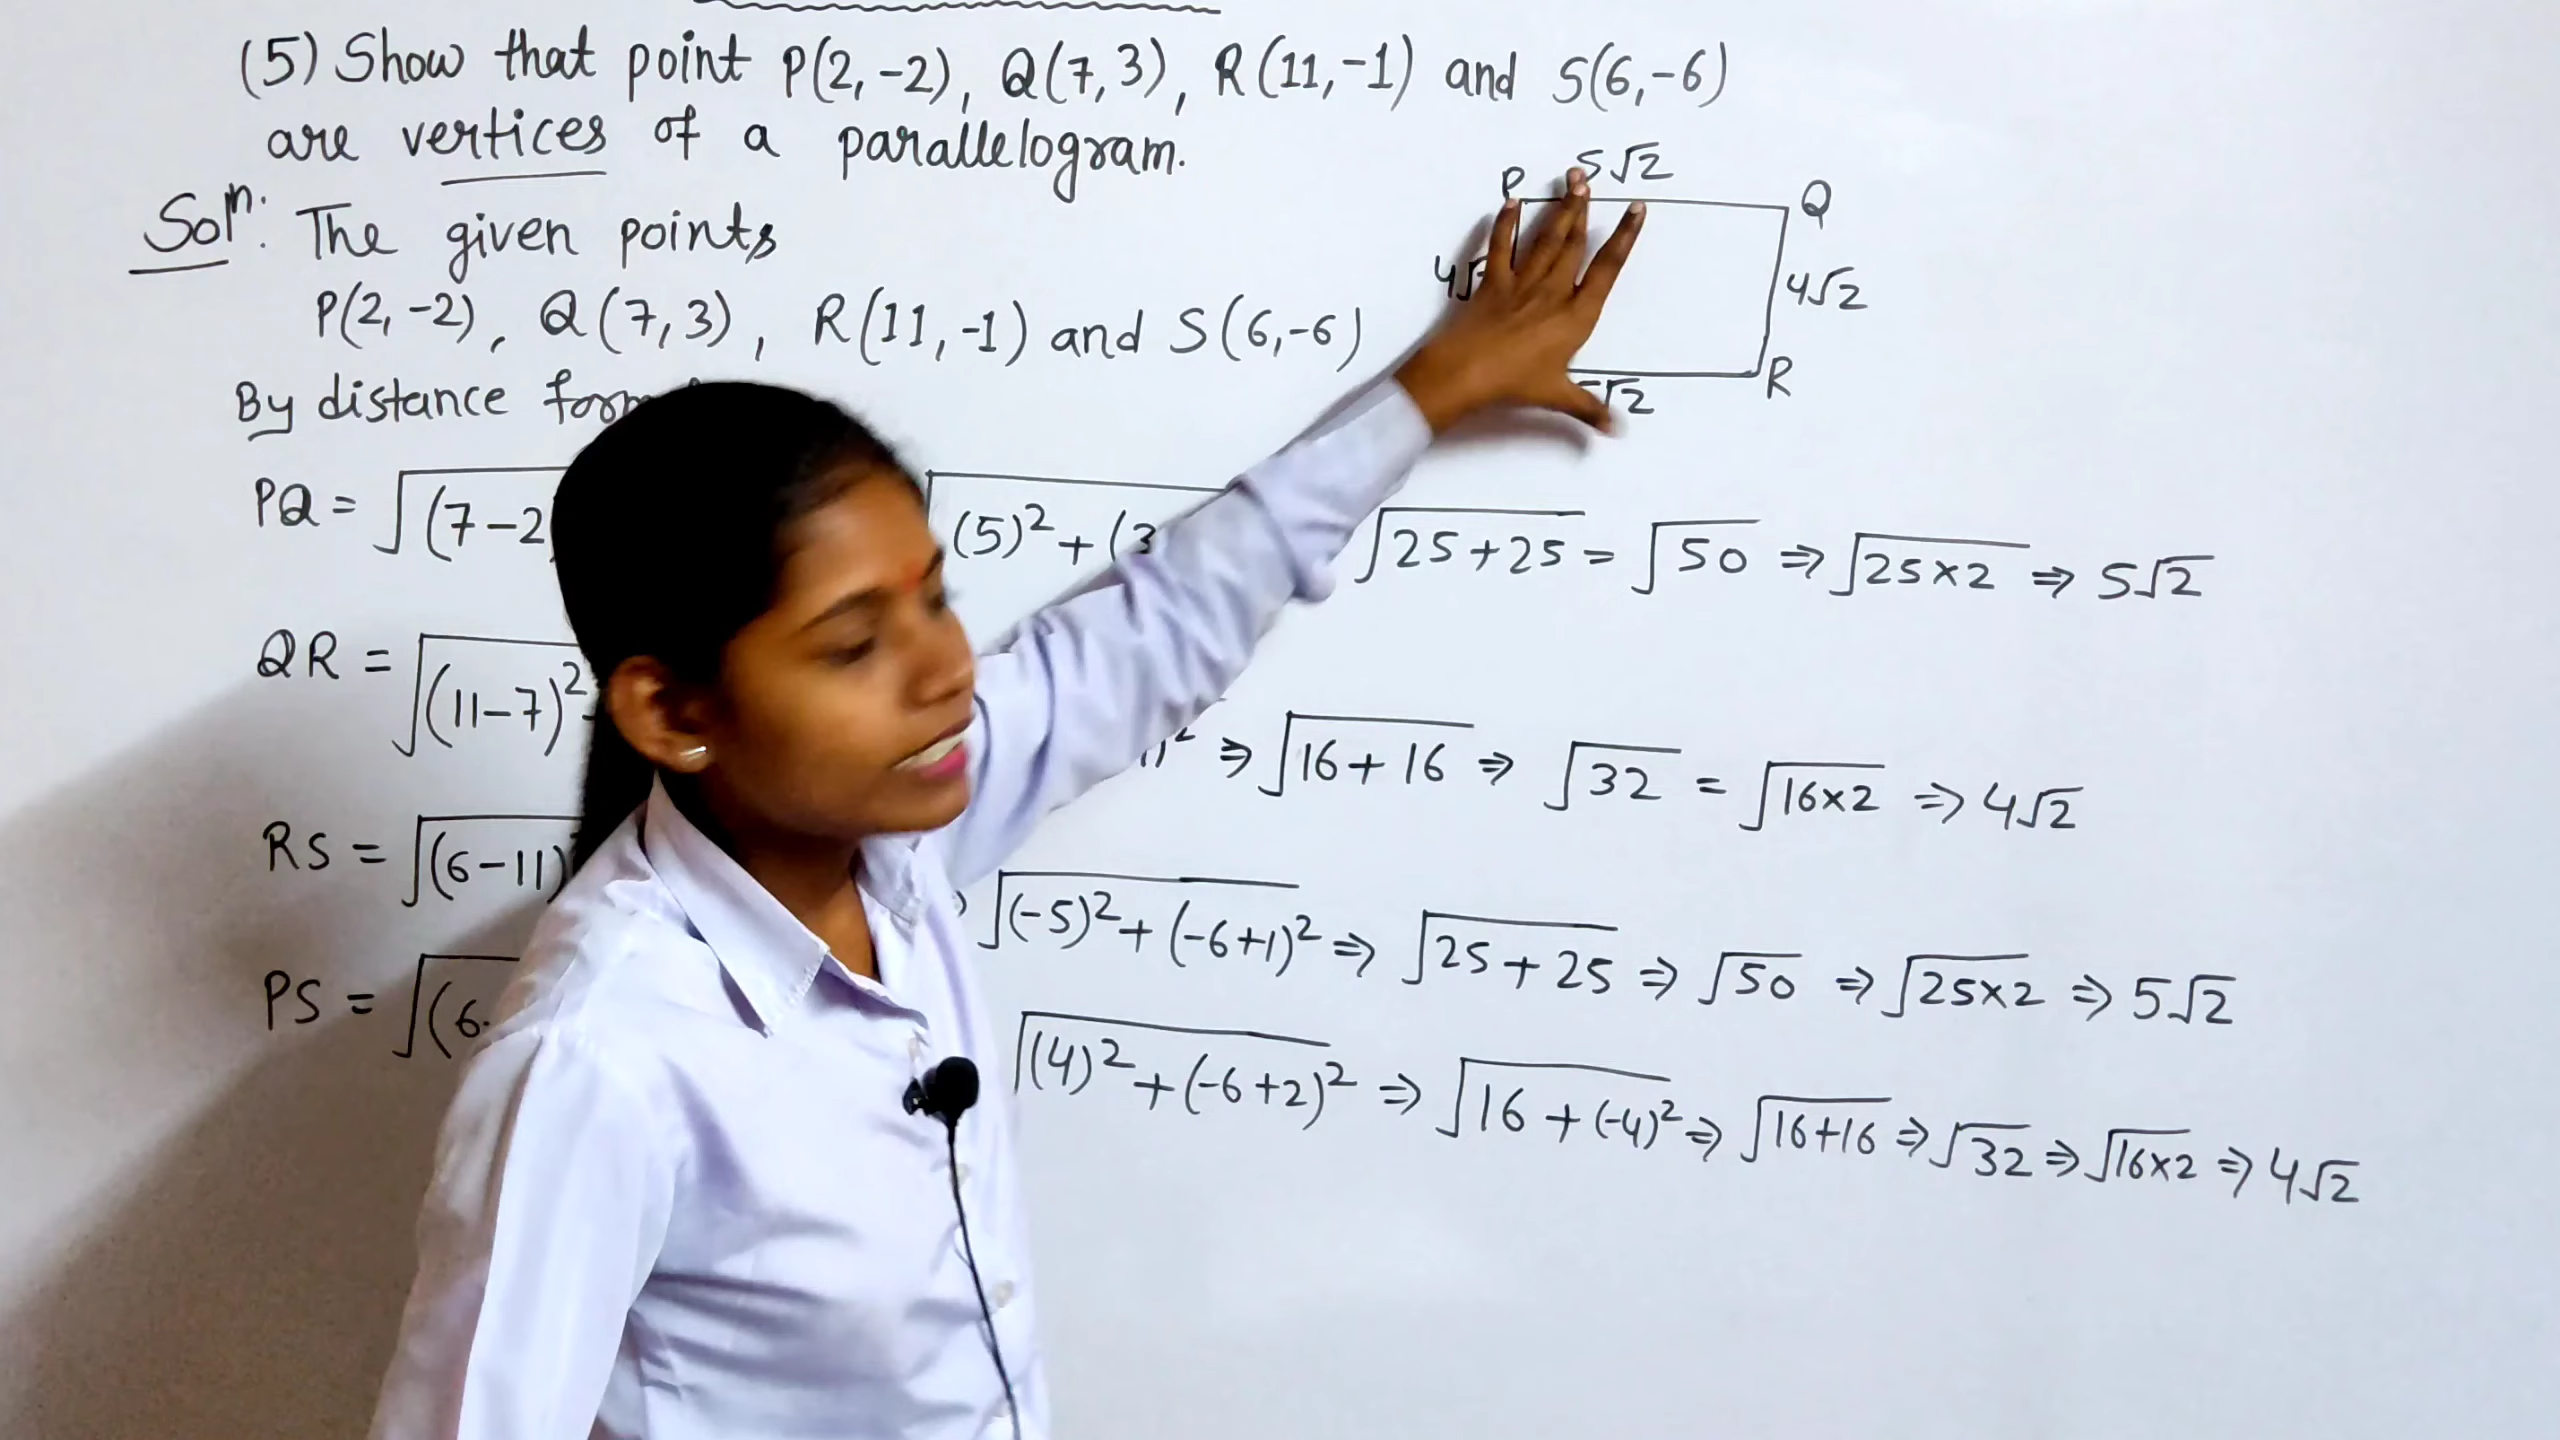 (5) Show that point P(2,-2), Q(7,3), R(11,-1) and S(6,-6)
are vertices of a parallelogram.
Solⁿ: The given points
P(2,-2), Q(7,3), R(11,-1) and S(6,-6)
By distance
P 5√2 Q
4√ 4√2
√2 R
PQ = √(7-2 √(5)²+(3 √25+25 = √50 ⇒ √25×2 ⇒ 5√2
QR = √(11-7)² )² ⇒ √16+16 ⇒ √32 = √16×2 ⇒ 4√2
RS = √(6-11) √(-5)²+(-6+1)² ⇒ √25+25 ⇒ √50 ⇒ √25×2 ⇒ 5√2
PS = √(6- √(4)²+(-6+2)² ⇒ √16+(-4)² ⇒ √16+16 ⇒ √32 ⇒ √16×2 ⇒ 4√2